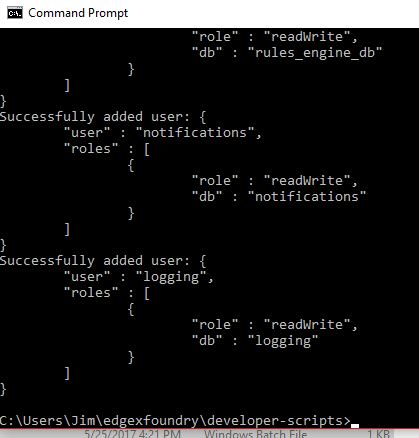 Command Prompt
"role" : "readWrite",
"db" : "rules_engine_db"
}
]
}
Successfully added user: {
"user" : "notifications",
"roles" : [
{
"role" : "readWrite",
"db" : "notifications"
}
]
}
Successfully added user: {
"user" : "logging",
"roles" : [
{
"role" : "readWrite",
"db" : "logging"
}
]
}
C:\Users\Jim\edgexfoundry\developer-scripts>
5/25/2017 4:21 PM Windows Batch File 1 KB